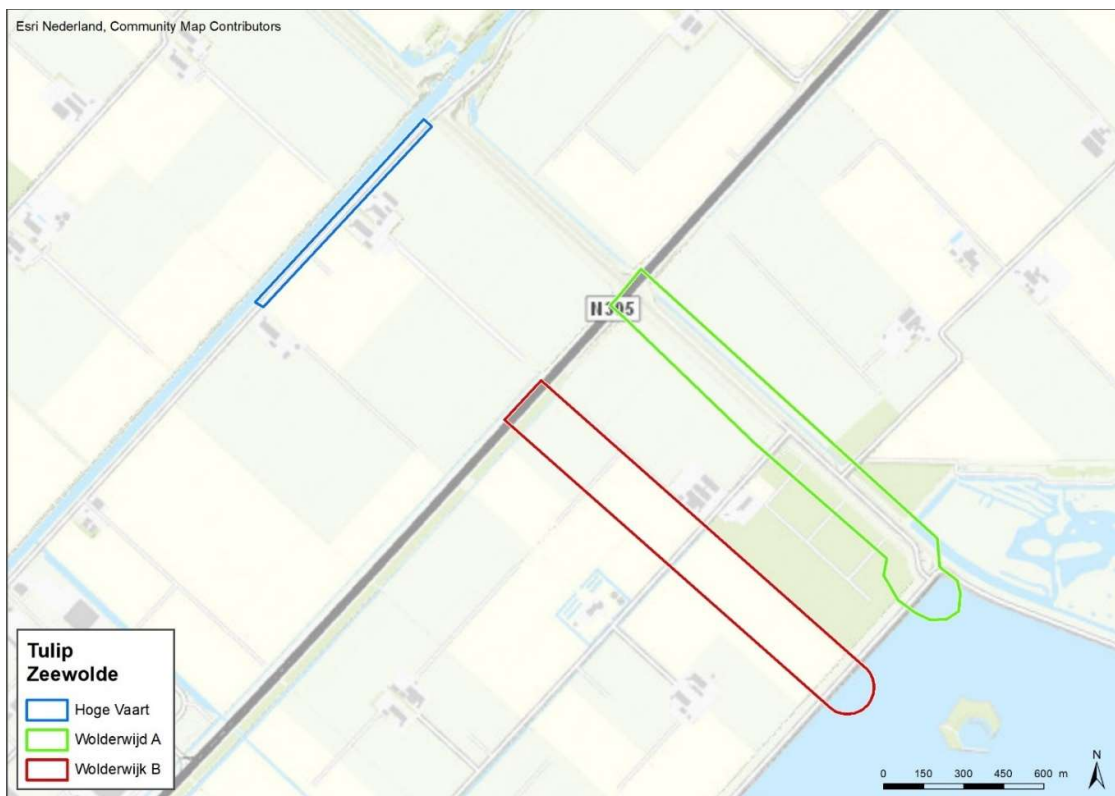 Esri Nederland, Community Map Contributors
N305
Tulip
Zeewolde
Hoge Vaart
Wolderwijd A
Wolderwijk B
0 150 300 450 600 m
N